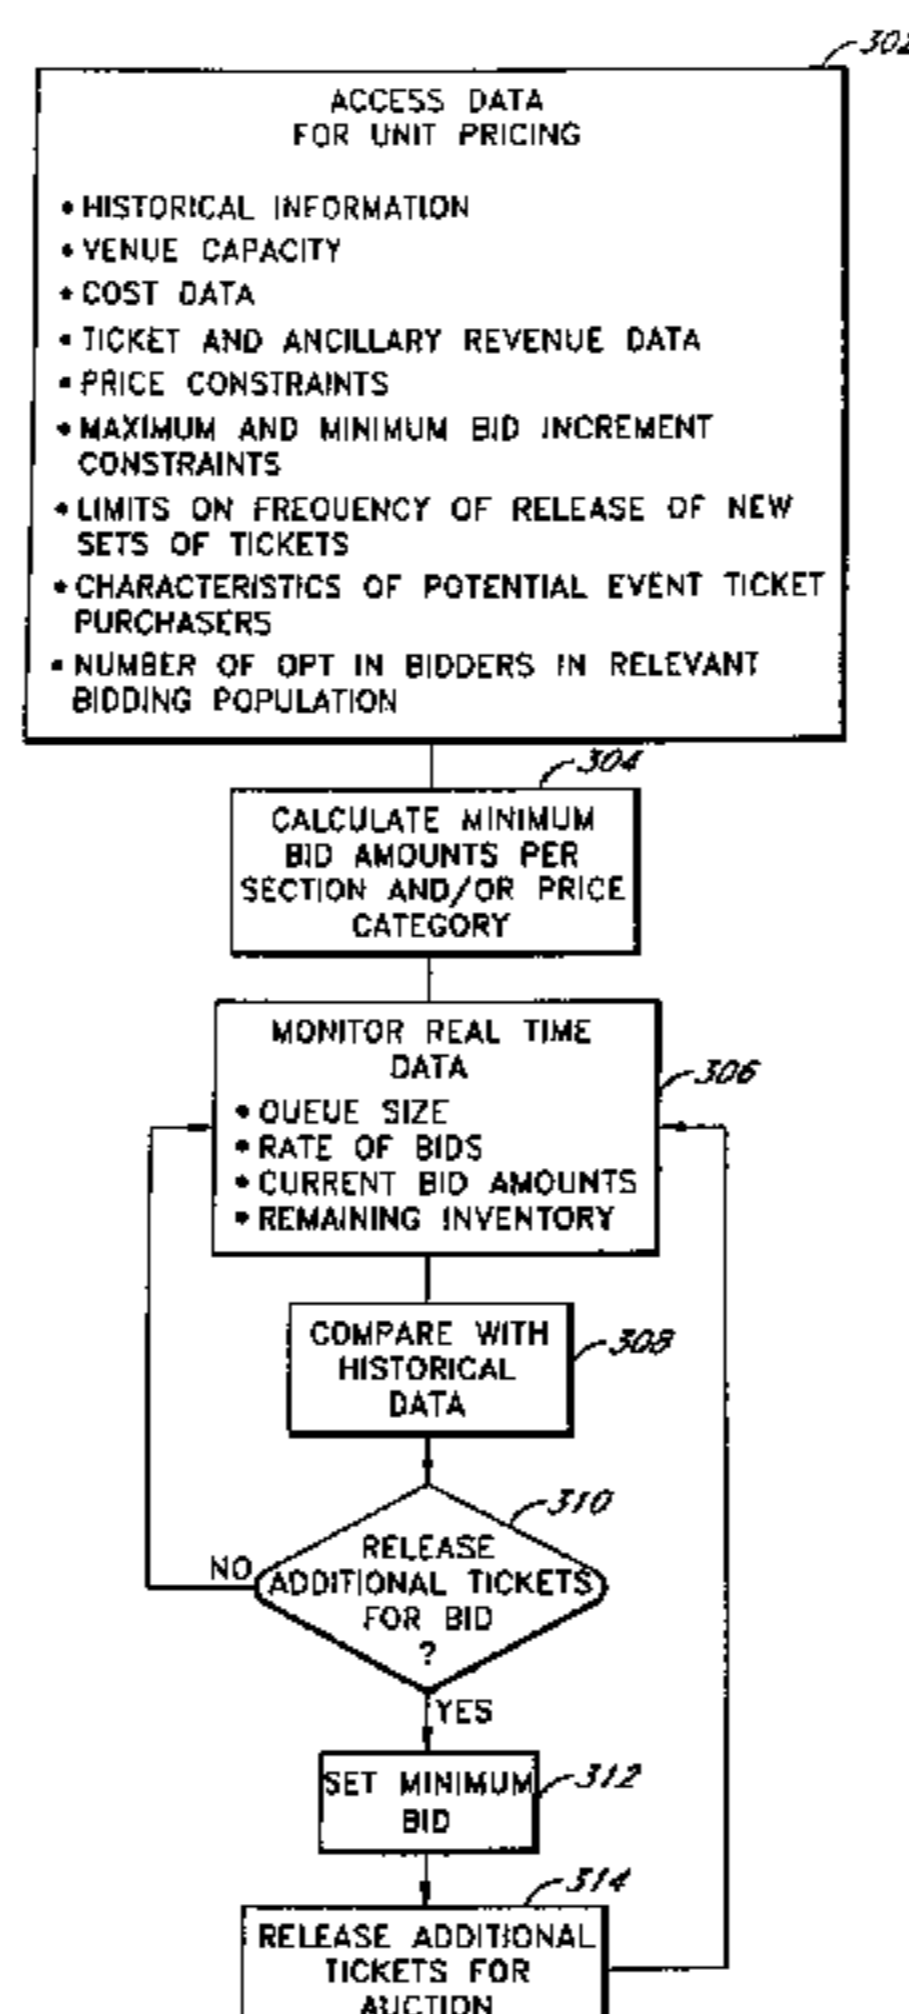 302
ACCESS DATA
FOR UNIT PRICING
• HISTORICAL INFORMATION
• VENUE CAPACITY
• COST DATA
• TICKET AND ANCILLARY REVENUE DATA
• PRICE CONSTRAINTS
• MAXIMUM AND MINIMUM BID INCREMENT
CONSTRAINTS
• LIMITS ON FREQUENCY OF RELEASE OF NEW
SETS OF TICKETS
• CHARACTERISTICS OF POTENTIAL EVENT TICKET
PURCHASERS
• NUMBER OF OPT IN BIDDERS IN RELEVANT
BIDDING POPULATION
304
CALCULATE MINIMUM
BID AMOUNTS PER
SECTION AND/OR PRICE
CATEGORY
MONITOR REAL TIME
DATA
306
• QUEUE SIZE
• RATE OF BIDS
• CURRENT BID AMOUNTS
• REMAINING INVENTORY
COMPARE WITH
HISTORICAL
DATA
308
310
RELEASE
ADDITIONAL TICKETS
FOR BID
?
NO
YES
SET MINIMUM
BID
312
314
RELEASE ADDITIONAL
TICKETS FOR
AUCTION